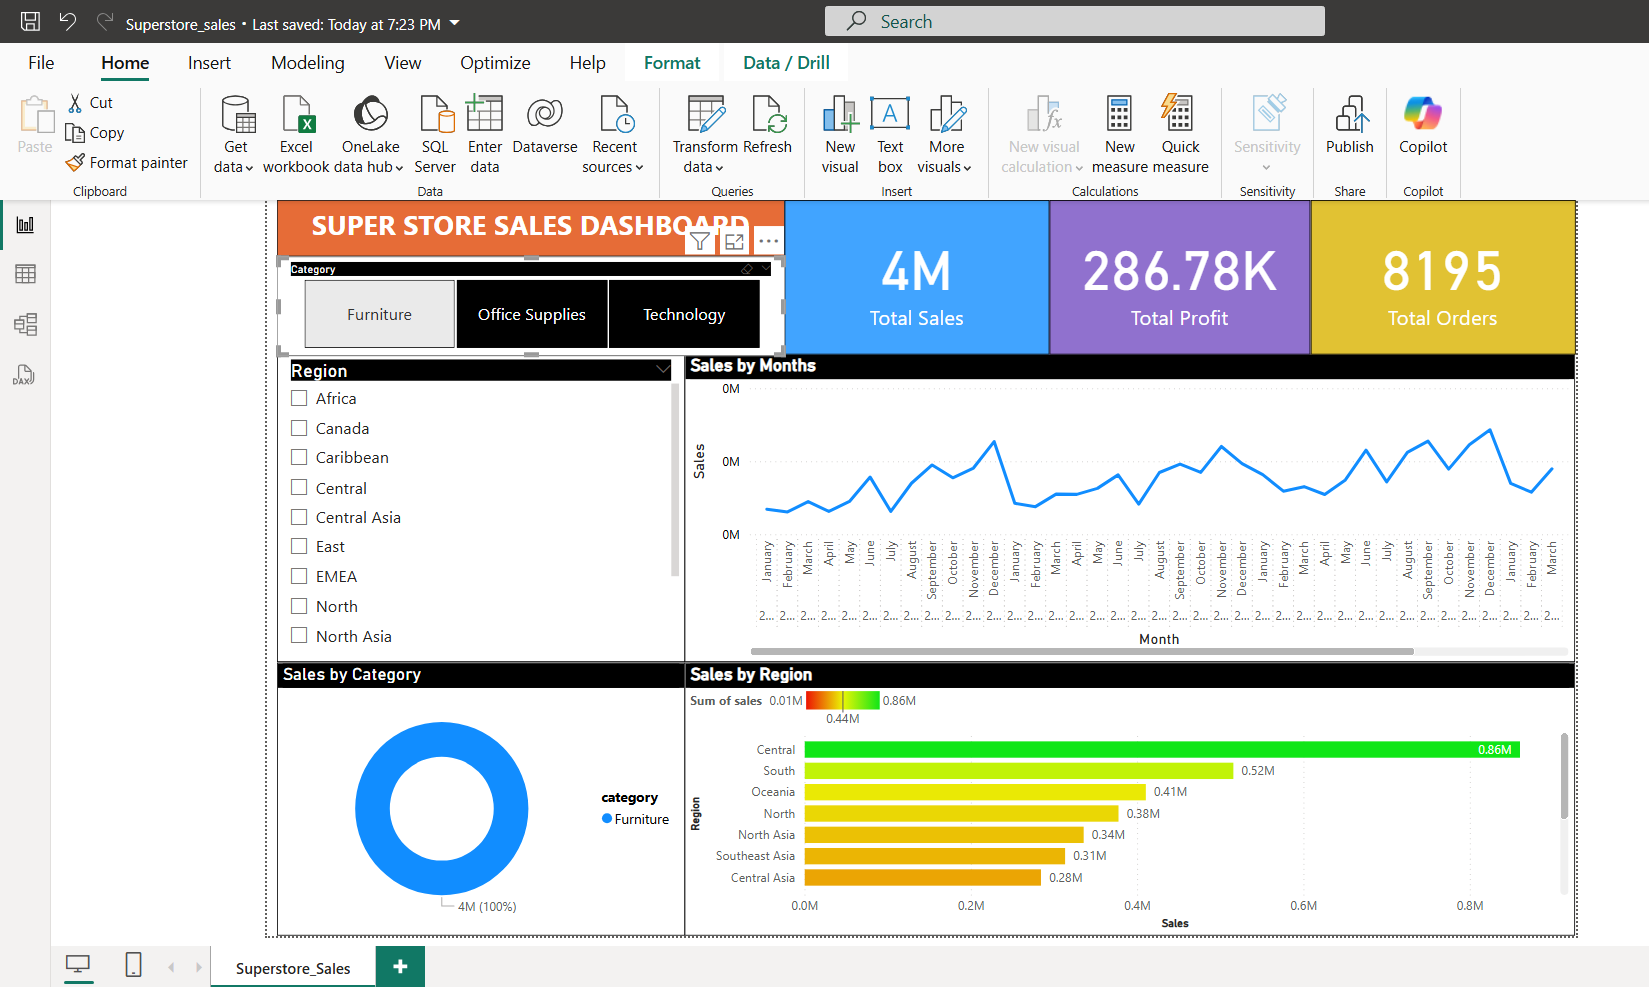 Superstore_sales • Last saved: Today at 7:23 PM
Search
File Home Insert Modeling View Optimize Help Format Data / Drill
Paste
Cut
Copy
Format painter
Clipboard
Get data
Excel workbook
OneLake data hub
SQL Server
Enter data
Dataverse
Recent sources
Data
Transform data
Refresh
Queries
New visual
Text box
More visuals
Insert
New visual calculation
New measure
Quick measure
Calculations
Sensitivity
Sensitivity
Publish
Share
Copilot
Copilot
SUPER STORE SALES DASHBOARD
Category
Furniture Office Supplies Technology
4M
Total Sales
286.78K
Total Profit
8195
Total Orders
Region
Africa
Canada
Caribbean
Central
Central Asia
East
EMEA
North
North Asia
Sales by Months
0M
0M
0M
Sales
January February March April May June July August September October November December January February March April May June July August September October November December January February March April May June July August September October November December January February March
2... 2... 2... 2... 2... 2... 2... 2... 2... 2... 2... 2... 2... 2... 2... 2... 2... 2... 2... 2... 2... 2... 2... 2... 2... 2... 2... 2... 2... 2... 2... 2... 2... 2... 2... 2... 2... 2... 2...
Month
Sales by Category
category
Furniture
4M (100%)
Sales by Region
Sum of sales 0.01M 0.86M
0.44M
Region
Central 0.86M
South 0.52M
Oceania 0.41M
North 0.38M
North Asia 0.34M
Southeast Asia 0.31M
Central Asia 0.28M
0.0M 0.2M 0.4M 0.6M 0.8M
Sales
DAX
Superstore_Sales